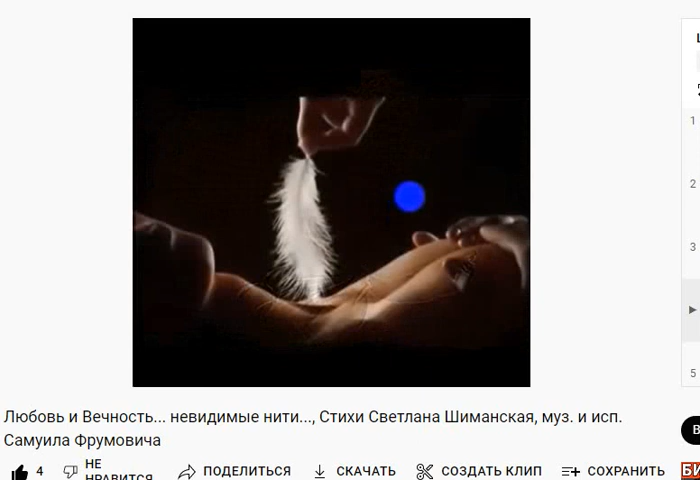 1
2
3
5
Любовь и Вечность... невидимые нити..., Стихи Светлана Шиманская, муз. и исп.
Самуила Фрумовича
4
НЕ
НРАВИТСЯ
ПОДЕЛИТЬСЯ
СКАЧАТЬ
СОЗДАТЬ КЛИП
СОХРАНИТЬ